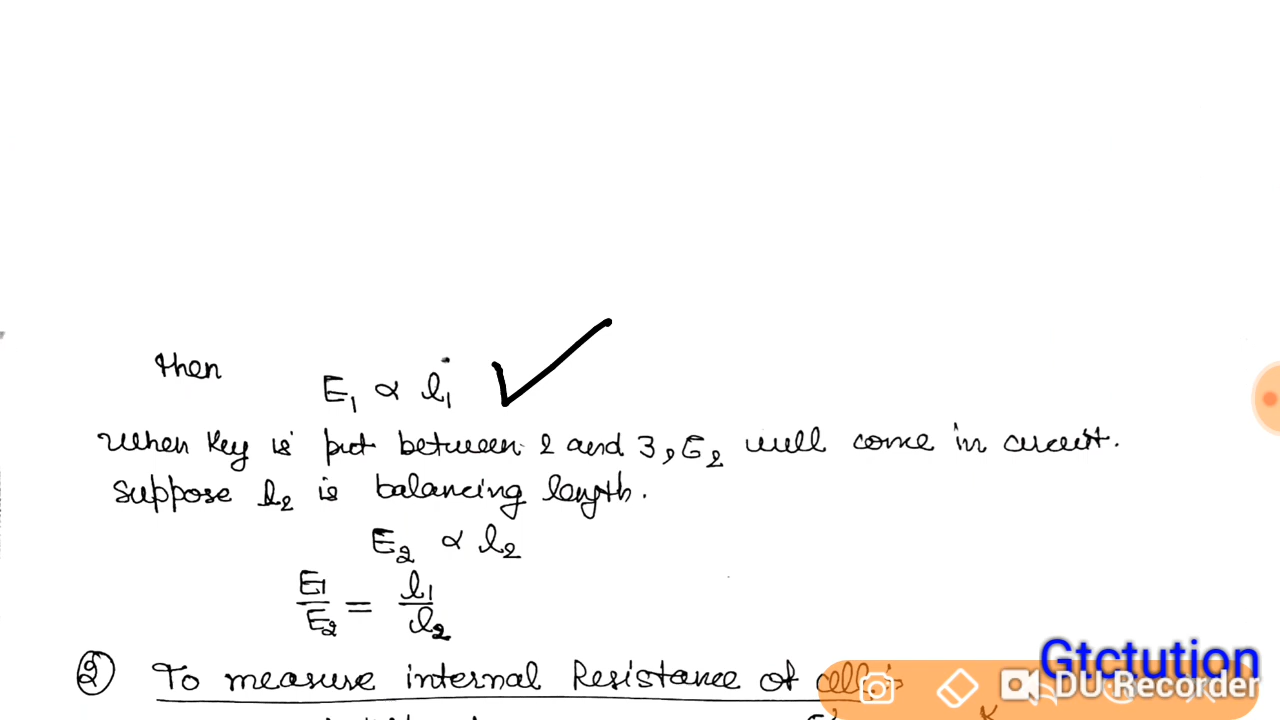 then
E₁ ∝ l₁
When Key is put between 2 and 3, E₂ will come in circuit.
Suppose l₂ is balancing length.
E₂ ∝ l₂
E₁/E₂ = l₁/l₂
② To measure internal Resistance of cell :-
Gtctution
DU Recorder